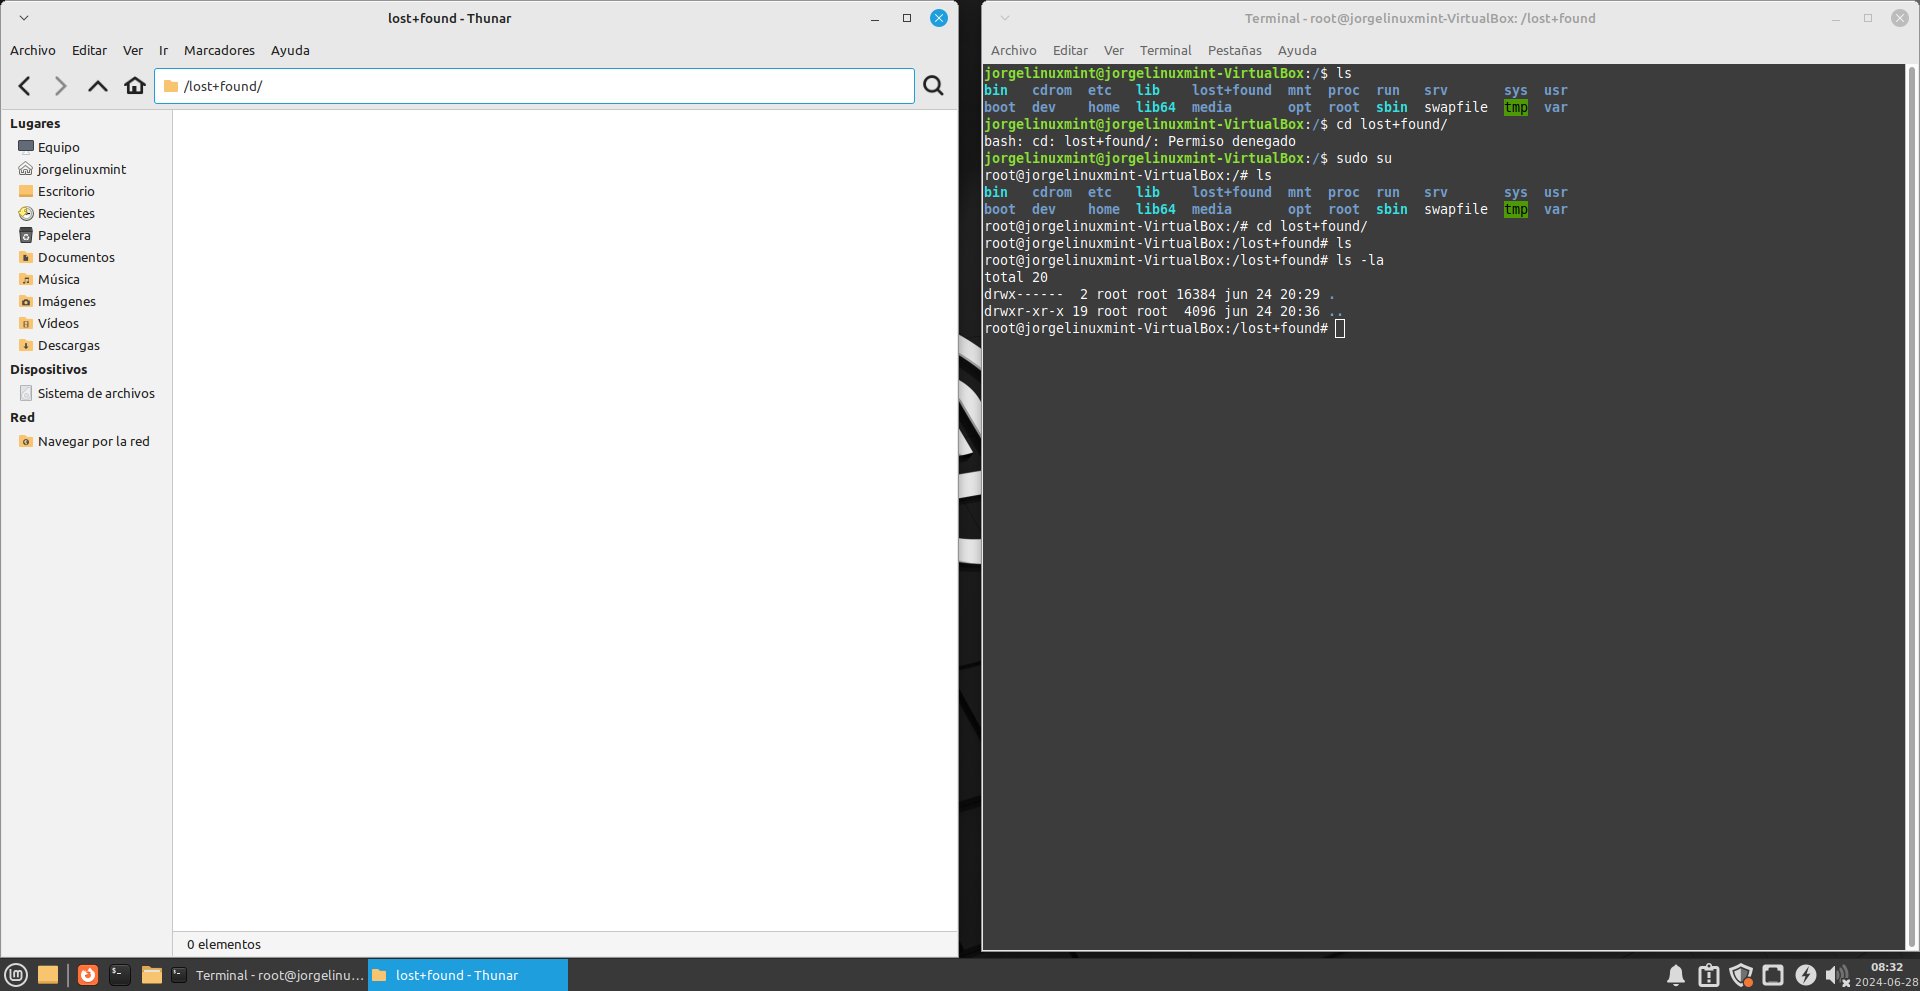 lost+found - Thunar
Archivo Editar Ver Ir Marcadores Ayuda
/lost+found/
Lugares
Equipo
jorgelinuxmint
Escritorio
Recientes
Papelera
Documentos
Música
Imágenes
Vídeos
Descargas
Dispositivos
Sistema de archivos
Red
Navegar por la red
0 elementos
Terminal - root@jorgelinuxmint-VirtualBox: /lost+found
Archivo Editar Ver Terminal Pestañas Ayuda
jorgelinuxmint@jorgelinuxmint-VirtualBox:/$ ls
bin cdrom etc lib lost+found mnt proc run srv sys usr
boot dev home lib64 media opt root sbin swapfile tmp var
jorgelinuxmint@jorgelinuxmint-VirtualBox:/$ cd lost+found/
bash: cd: lost+found/: Permiso denegado
jorgelinuxmint@jorgelinuxmint-VirtualBox:/$ sudo su
root@jorgelinuxmint-VirtualBox:/# ls
bin cdrom etc lib lost+found mnt proc run srv sys usr
boot dev home lib64 media opt root sbin swapfile tmp var
root@jorgelinuxmint-VirtualBox:/# cd lost+found/
root@jorgelinuxmint-VirtualBox:/lost+found# ls
root@jorgelinuxmint-VirtualBox:/lost+found# ls -la
total 20
drwx------ 2 root root 16384 jun 24 20:29 .
drwxr-xr-x 19 root root 4096 jun 24 20:36 ..
root@jorgelinuxmint-VirtualBox:/lost+found#
Terminal - root@jorgelinu...
lost+found - Thunar
08:32
2024-06-28